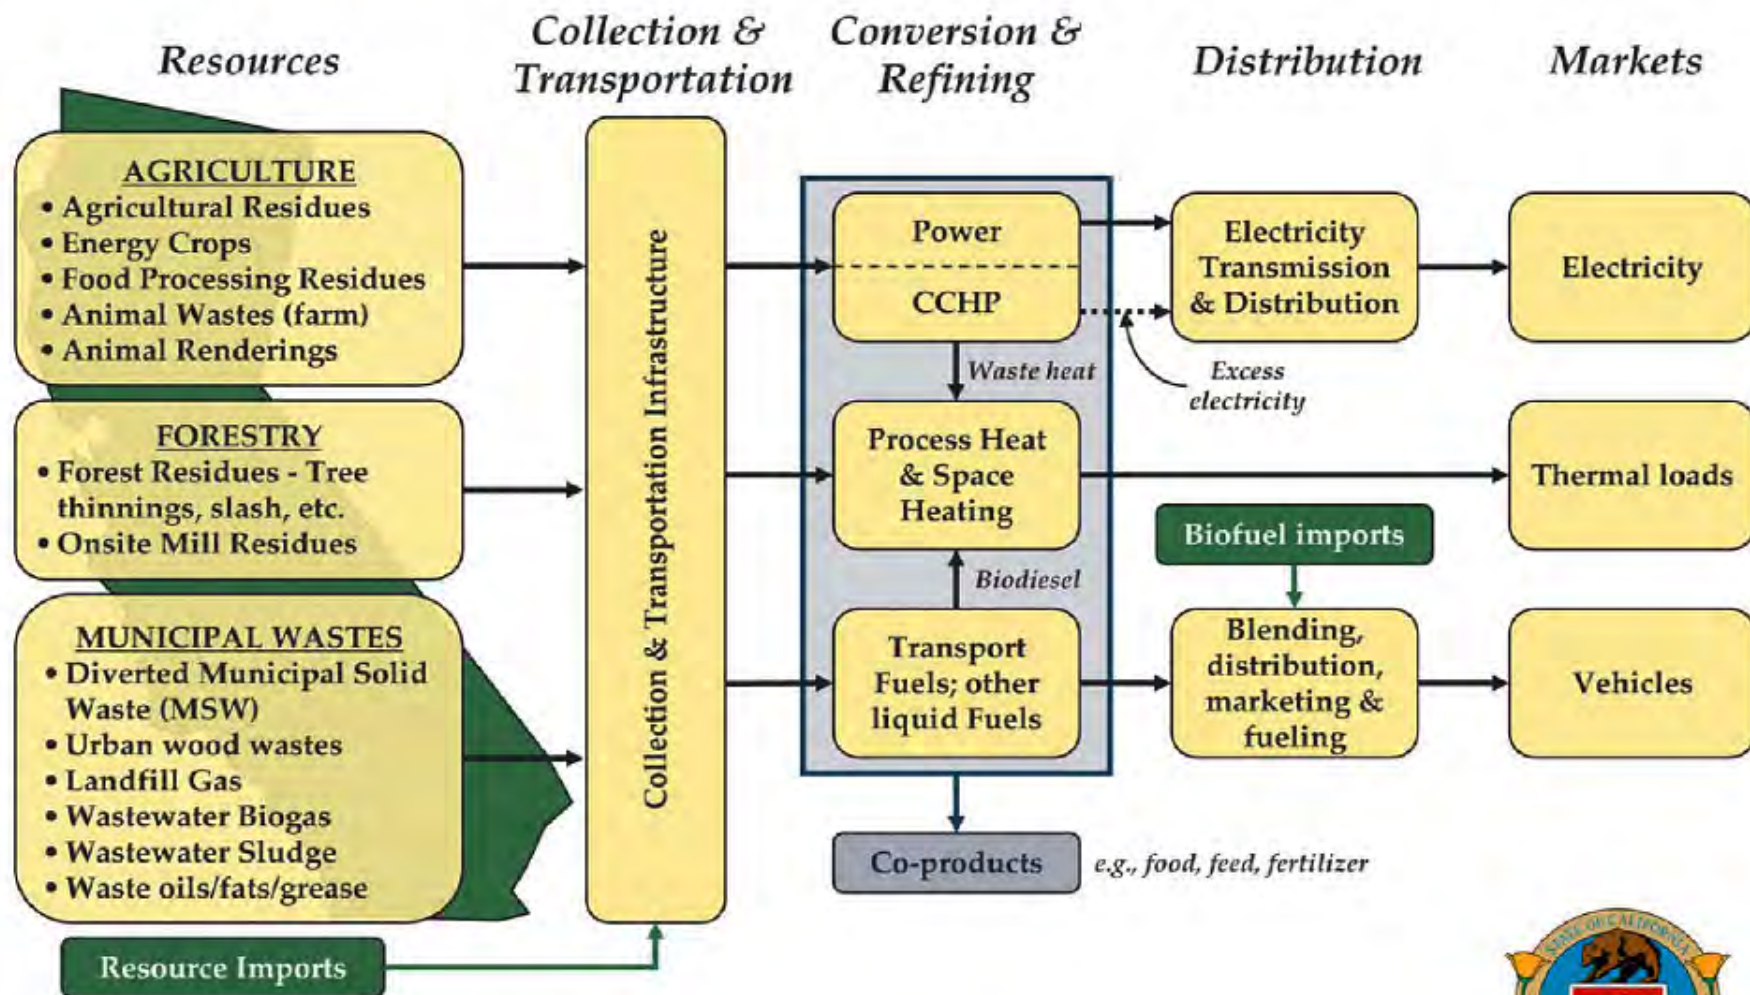 Resources
Collection &
Transportation
Conversion &
Refining
Distribution
Markets
AGRICULTURE
• Agricultural Residues
• Energy Crops
• Food Processing Residues
• Animal Wastes (farm)
• Animal Renderings
FORESTRY
• Forest Residues - Tree
thinnings, slash, etc.
• Onsite Mill Residues
MUNICIPAL WASTES
• Diverted Municipal Solid
Waste (MSW)
• Urban wood wastes
• Landfill Gas
• Wastewater Biogas
• Wastewater Sludge
• Waste oils/fats/grease
Resource Imports
Collection & Transportation Infrastructure
Power
CCHP
Waste heat
Process Heat
& Space
Heating
Biodiesel
Transport
Fuels; other
liquid Fuels
Co-products
e.g., food, feed, fertilizer
Electricity
Transmission
& Distribution
Excess
electricity
Biofuel imports
Blending,
distribution,
marketing &
fueling
Electricity
Thermal loads
Vehicles
STATE OF CALIFORNIA